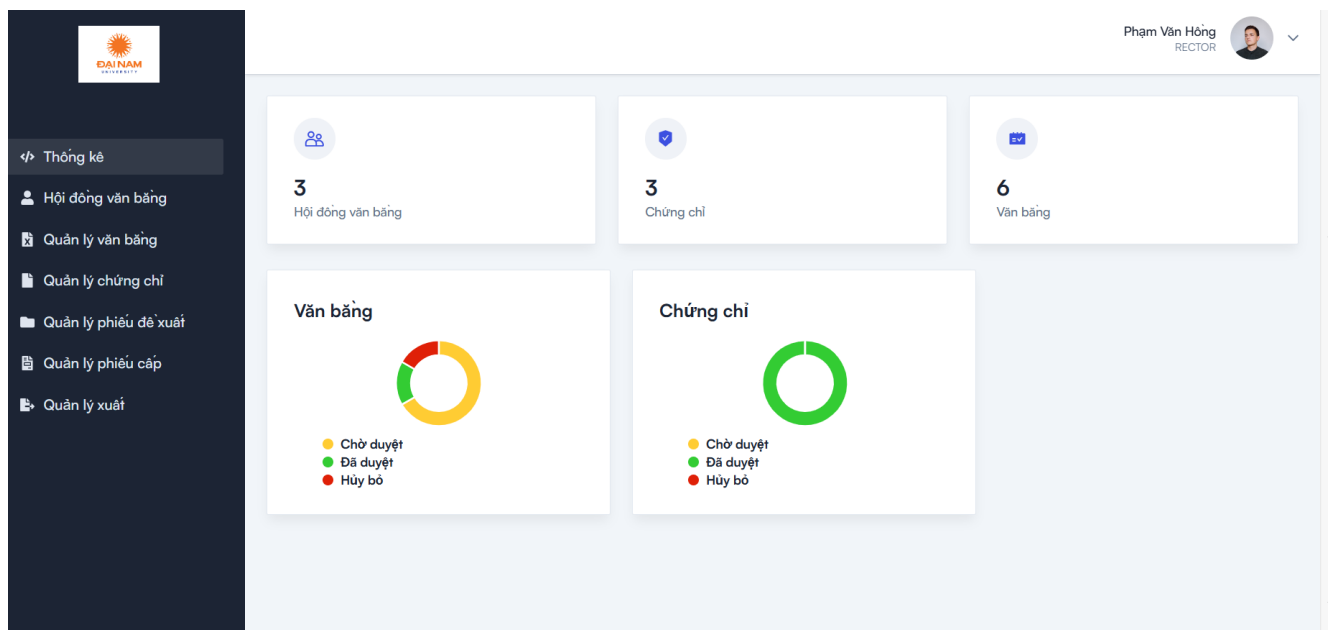 ĐẠI NAM
UNIVERSITY
Phạm Văn Hồng
RECTOR
Thống kê
Hội đồng văn bằng
Quản lý văn bằng
Quản lý chứng chỉ
Quản lý phiếu đề xuất
Quản lý phiếu cấp
Quản lý xuất
3
Hội đồng văn bằng
3
Chứng chỉ
6
Văn bằng
Văn bằng
Chờ duyệt
Đã duyệt
Hủy bỏ
Chứng chỉ
Chờ duyệt
Đã duyệt
Hủy bỏ